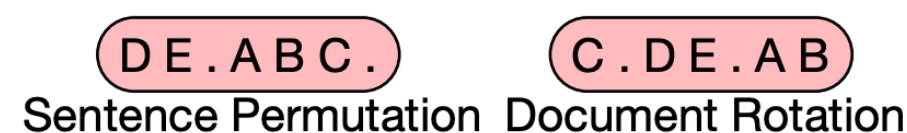 D E . A B C . C . D E . A B
Sentence Permutation Document Rotation